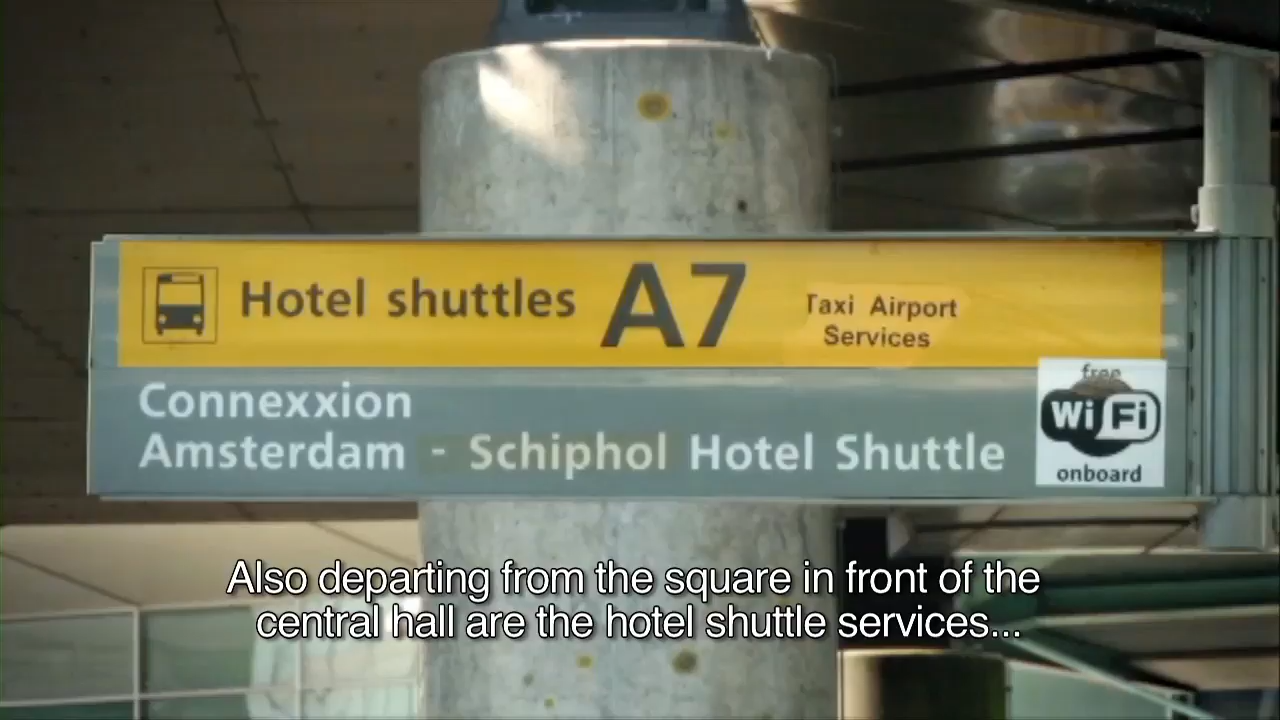 Hotel shuttles A7 Taxi Airport
Services
Connexxion
Amsterdam - Schiphol Hotel Shuttle
free
WiFi
onboard
Also departing from the square in front of the
central hall are the hotel shuttle services...